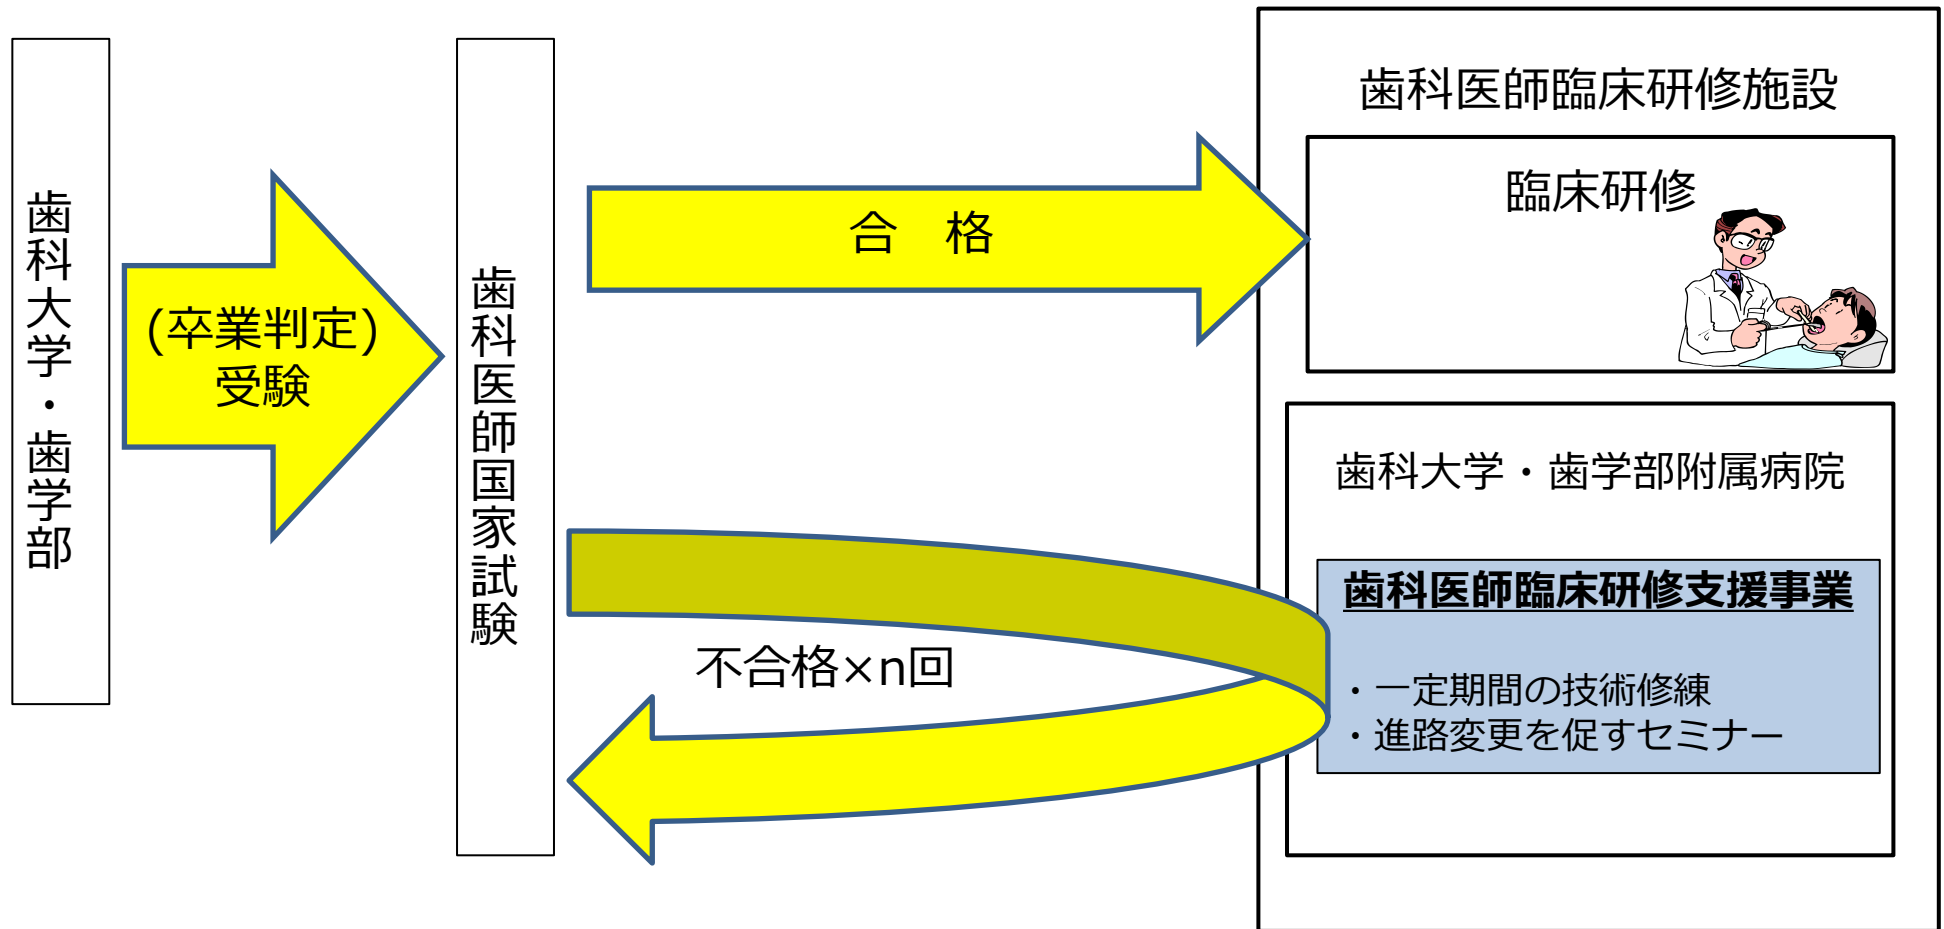 歯科大学・歯学部
(卒業判定)
受験
歯科医師国家試験
合　格
不合格×n回
歯科医師臨床研修施設
臨床研修
歯科大学・歯学部附属病院
歯科医師臨床研修支援事業
・一定期間の技術修練
・進路変更を促すセミナー